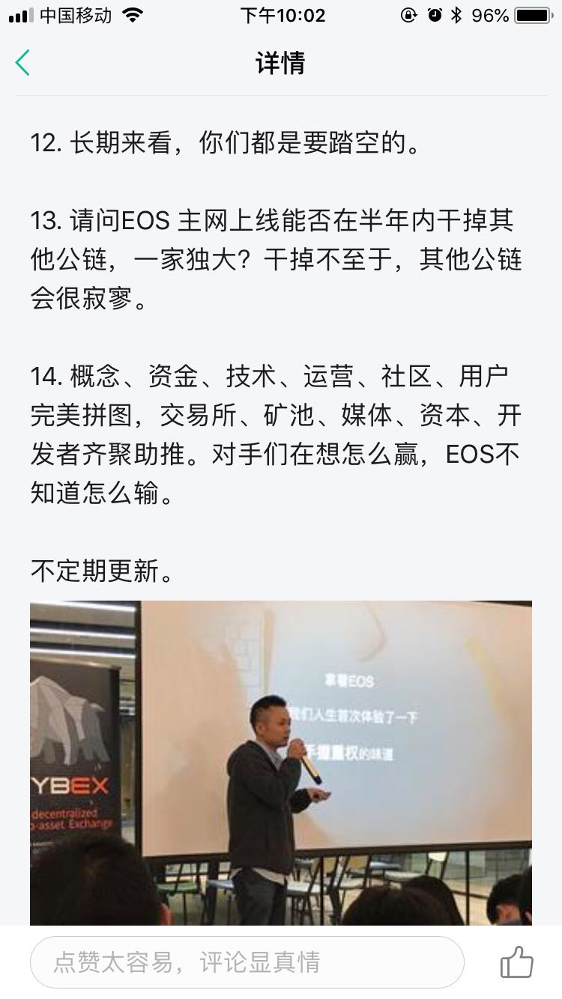 中国移动
下午10:02
96%
详情
12. 长期来看，你们都是要踏空的。
13. 请问EOS 主网上线能否在半年内干掉其
他公链，一家独大？干掉不至于，其他公链
会很寂寥。
14. 概念、资金、技术、运营、社区、用户
完美拼图，交易所、矿池、媒体、资本、开
发者齐聚助推。对手们在想怎么赢，EOS不
知道怎么输。
不定期更新。
拿着EOS
我们人生首次体验了一下
手握重权的味道
YBEX
decentralized
o-asset Exchange
点赞太容易，评论显真情